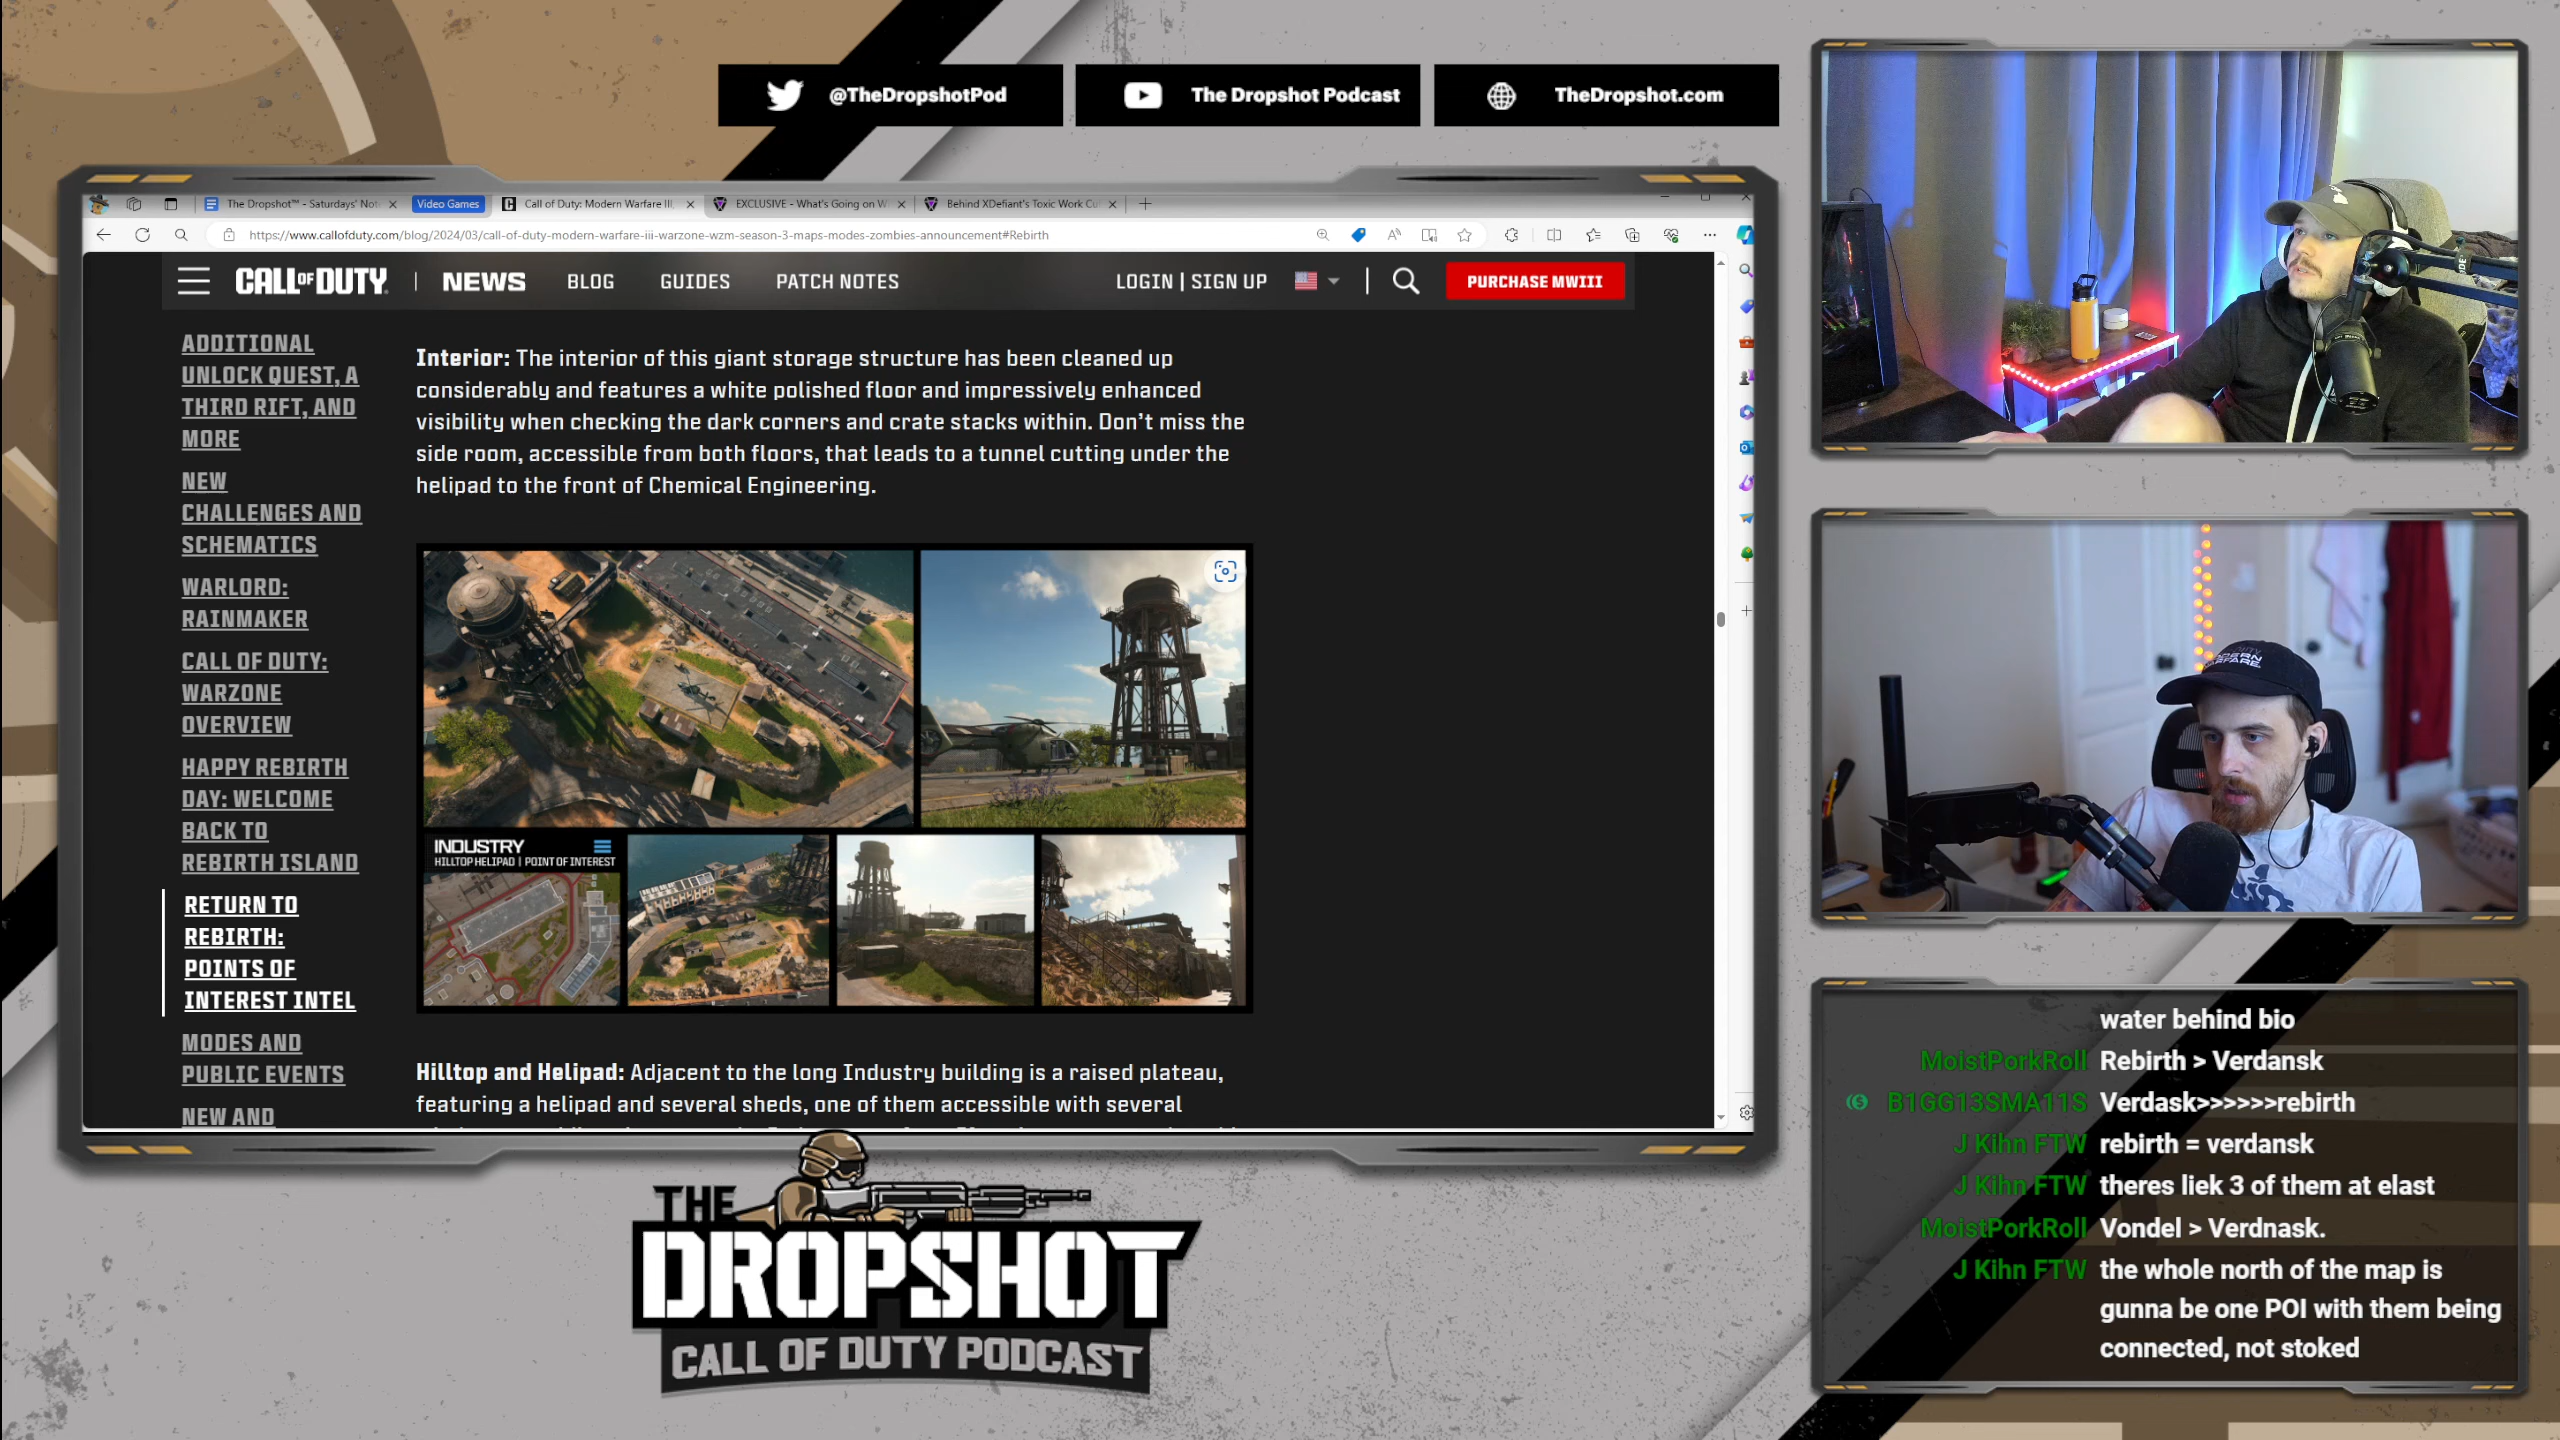 @TheDropshotPod
The Dropshot Podcast
TheDropshot.com
The Dropshot™ - Saturdays' Not
Video Games
Call of Duty: Modern Warfare III,
EXCLUSIVE - What's Going on W
Behind XDefiant's Toxic Work Cu
https://www.callofduty.com/blog/2024/03/call-of-duty-modern-warfare-iii-warzone-wzm-season-3-maps-modes-zombies-announcement#Rebirth
CALL OF DUTY
NEWS
BLOG
GUIDES
PATCH NOTES
LOGIN | SIGN UP
PURCHASE MWIII
ADDITIONAL
UNLOCK QUEST, A
THIRD RIFT, AND
MORE
NEW
CHALLENGES AND
SCHEMATICS
WARLORD:
RAINMAKER
CALL OF DUTY:
WARZONE
OVERVIEW
HAPPY REBIRTH
DAY: WELCOME
BACK TO
REBIRTH ISLAND
RETURN TO
REBIRTH:
POINTS OF
INTEREST INTEL
MODES AND
PUBLIC EVENTS
NEW AND
Interior: The interior of this giant storage structure has been cleaned up
considerably and features a white polished floor and impressively enhanced
visibility when checking the dark corners and crate stacks within. Don't miss the
side room, accessible from both floors, that leads to a tunnel cutting under the
helipad to the front of Chemical Engineering.
INDUSTRY
HILLTOP HELIPAD | POINT OF INTEREST
Hilltop and Helipad: Adjacent to the long Industry building is a raised plateau,
featuring a helipad and several sheds, one of them accessible with several
THE
DROPSHOT
CALL OF DUTY PODCAST
MODERN
WARFARE
water behind bio
MoistPorkRoll Rebirth > Verdansk
B1GG13SMA11S Verdask>>>>>>rebirth
J Kihn FTW rebirth = verdansk
J Kihn FTW theres liek 3 of them at elast
MoistPorkRoll Vondel > Verdnask.
J Kihn FTW the whole north of the map is
gunna be one POI with them being
connected, not stoked